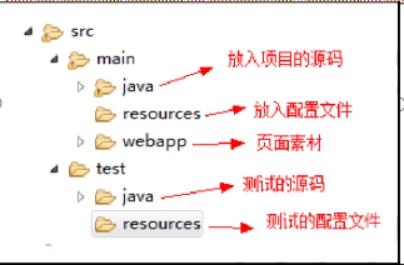 src
main
java 放入项目的源码
resources 放入配置文件
webapp 页面素材
test
java 测试的源码
resources 测试的配置文件